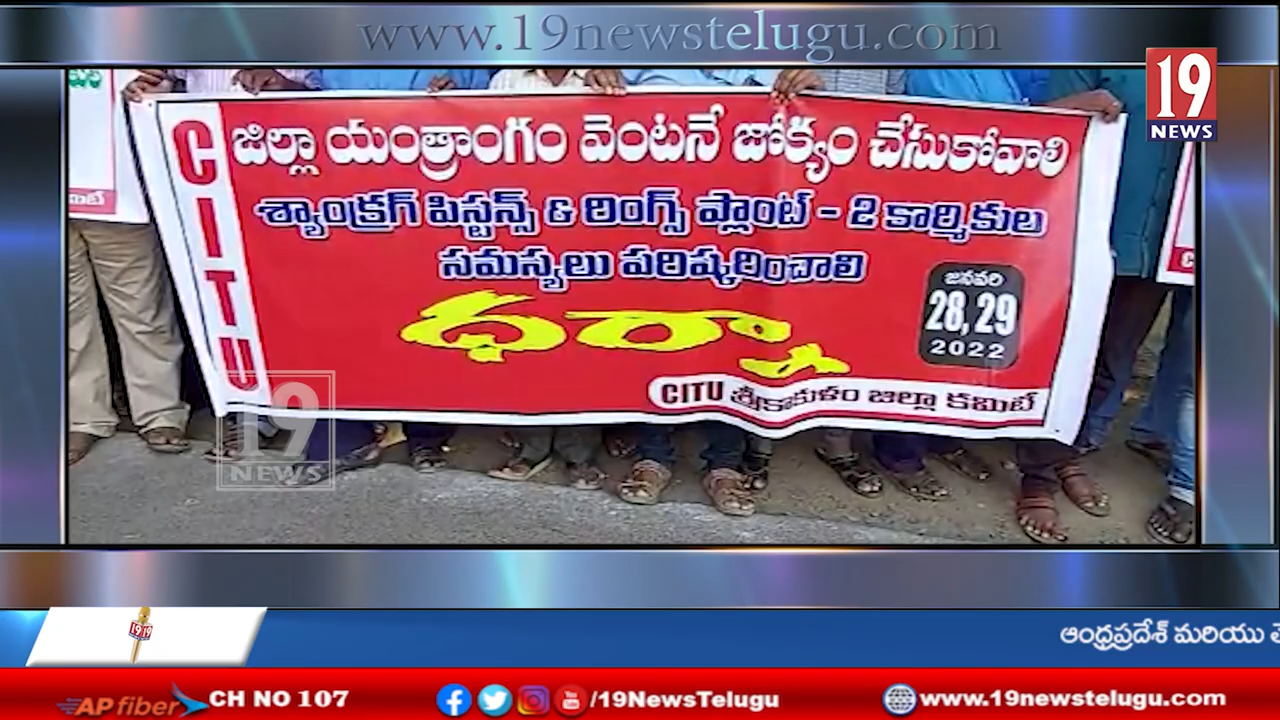 www.19newstelugu.com
19
NEWS
CITU
జిల్లా యంత్రాంగం వెంటనే జోక్యం చేసుకోవాలి
శ్యాంక్రగ్ పిస్టన్స్ & రింగ్స్ ప్లాంట్ - 2 కార్మికుల
సమస్యలు పరిష్కరించాలి
ధర్నా
జనవరి
28, 29
2022
CITU శ్రీకాకుళం జిల్లా కమిటీ
19
NEWS
ఆంధ్రప్రదేశ్ మరియు
AP fiber CH NO 107
/19NewsTelugu
www.19newstelugu.com